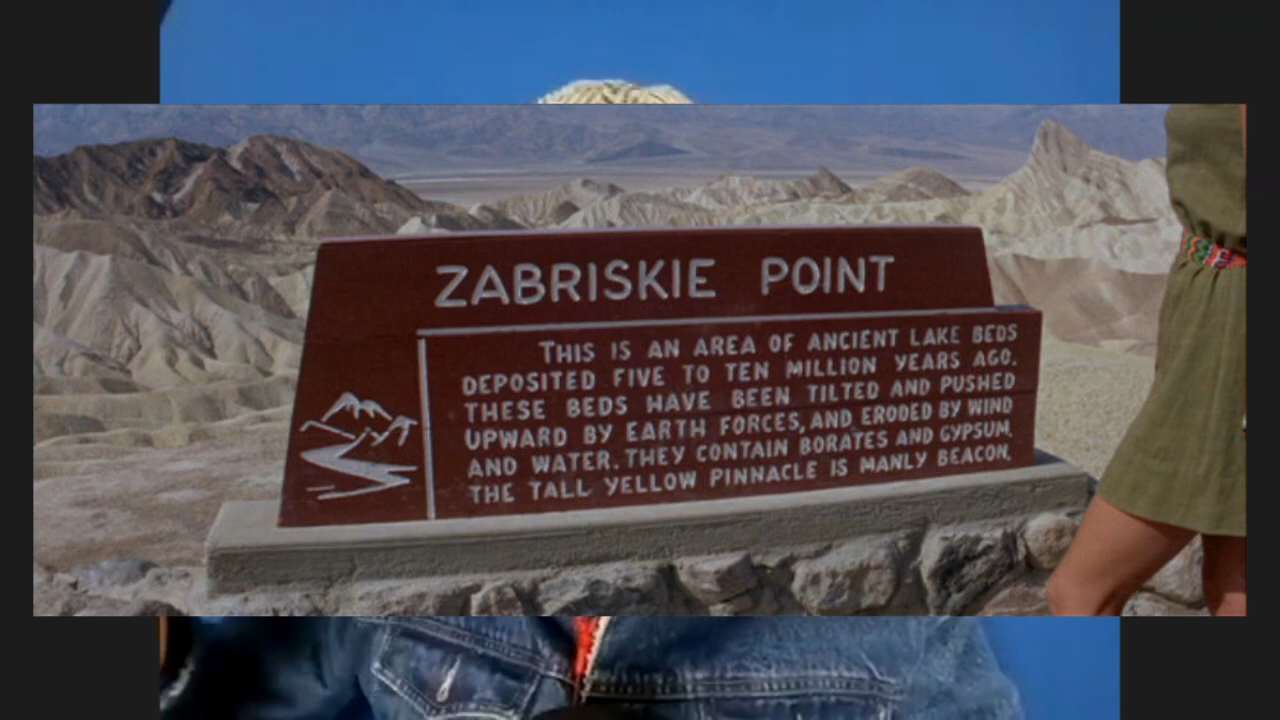 ZABRISKIE POINT
THIS IS AN AREA OF ANCIENT LAKE BEDS
DEPOSITED FIVE TO TEN MILLION YEARS AGO.
THESE BEDS HAVE BEEN TILTED AND PUSHED
UPWARD BY EARTH FORCES, AND ERODED BY WIND
AND WATER. THEY CONTAIN BORATES AND GYPSUM.
THE TALL YELLOW PINNACLE IS MANLY BEACON.